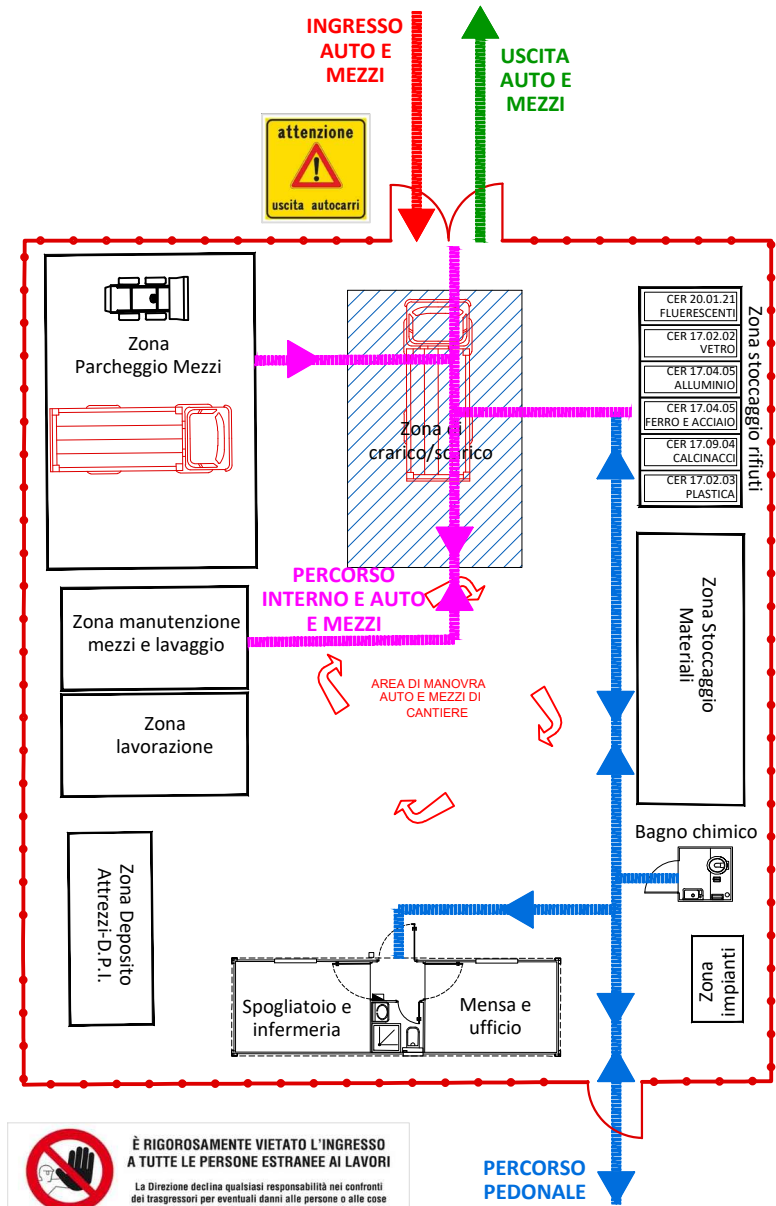 INGRESSO
AUTO E
MEZZI
USCITA
AUTO E
MEZZI
attenzione
uscita autocarri
Zona
Parcheggio Mezzi
Zona di
crarico/scarico
CER 20.01.21
FLUERESCENTI
CER 17.02.02
VETRO
CER 17.04.05
ALLUMINIO
CER 17.04.05
FERRO E ACCIAIO
CER 17.09.04
CALCINACCI
CER 17.02.03
PLASTICA
Zona stoccaggio rifiuti
PERCORSO
INTERNO E AUTO
E MEZZI
Zona manutenzione
mezzi e lavaggio
Zona
lavorazione
AREA DI MANOVRA
AUTO E MEZZI DI
CANTIERE
Zona Stoccaggio
Materiali
Bagno chimico
Zona Deposito
Attrezzi-D.P.I.
Spogliatoio e
infermeria
Mensa e
ufficio
Zona
impianti
È RIGOROSAMENTE VIETATO L'INGRESSO
A TUTTE LE PERSONE ESTRANEE AI LAVORI
La Direzione declina qualsiasi responsabilità nei confronti
dei trasgressori per eventuali danni alle persone o alle cose
PERCORSO
PEDONALE